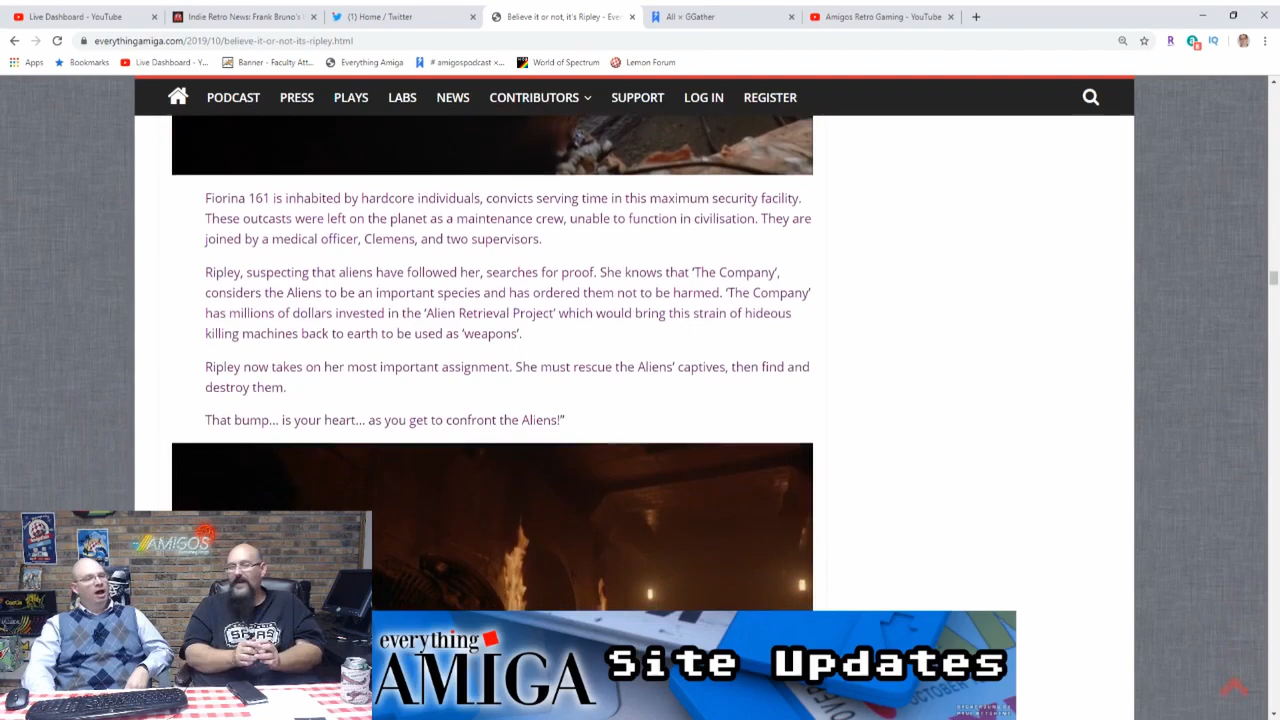 Live Dashboard - YouTube
Indie Retro News: Frank Bruno's
(1) Home / Twitter
Believe it or not, it's Ripley - Eve
All × GGather
Amigos Retro Gaming - YouTube
everythingamiga.com/2019/10/believe-it-or-not-its-ripley.html
Apps
Bookmarks
Live Dashboard - Y...
Banner - Faculty Att...
Everything Amiga
# amigospodcast ×...
World of Spectrum
Lemon Forum
PODCAST PRESS PLAYS LABS NEWS CONTRIBUTORS SUPPORT LOG IN REGISTER
Fiorina 161 is inhabited by hardcore individuals, convicts serving time in this maximum security facility.
These outcasts were left on the planet as a maintenance crew, unable to function in civilisation. They are
joined by a medical officer, Clemens, and two supervisors.
Ripley, suspecting that aliens have followed her, searches for proof. She knows that ‘The Company’,
considers the Aliens to be an important species and has ordered them not to be harmed. ‘The Company’
has millions of dollars invested in the ‘Alien Retrieval Project’ which would bring this strain of hideous
killing machines back to earth to be used as ‘weapons’.
Ripley now takes on her most important assignment. She must rescue the Aliens’ captives, then find and
destroy them.
That bump… is your heart… as you get to confront the Aliens!”
AMIGOS
everything
AMIGA
Site Updates
OCTOBER